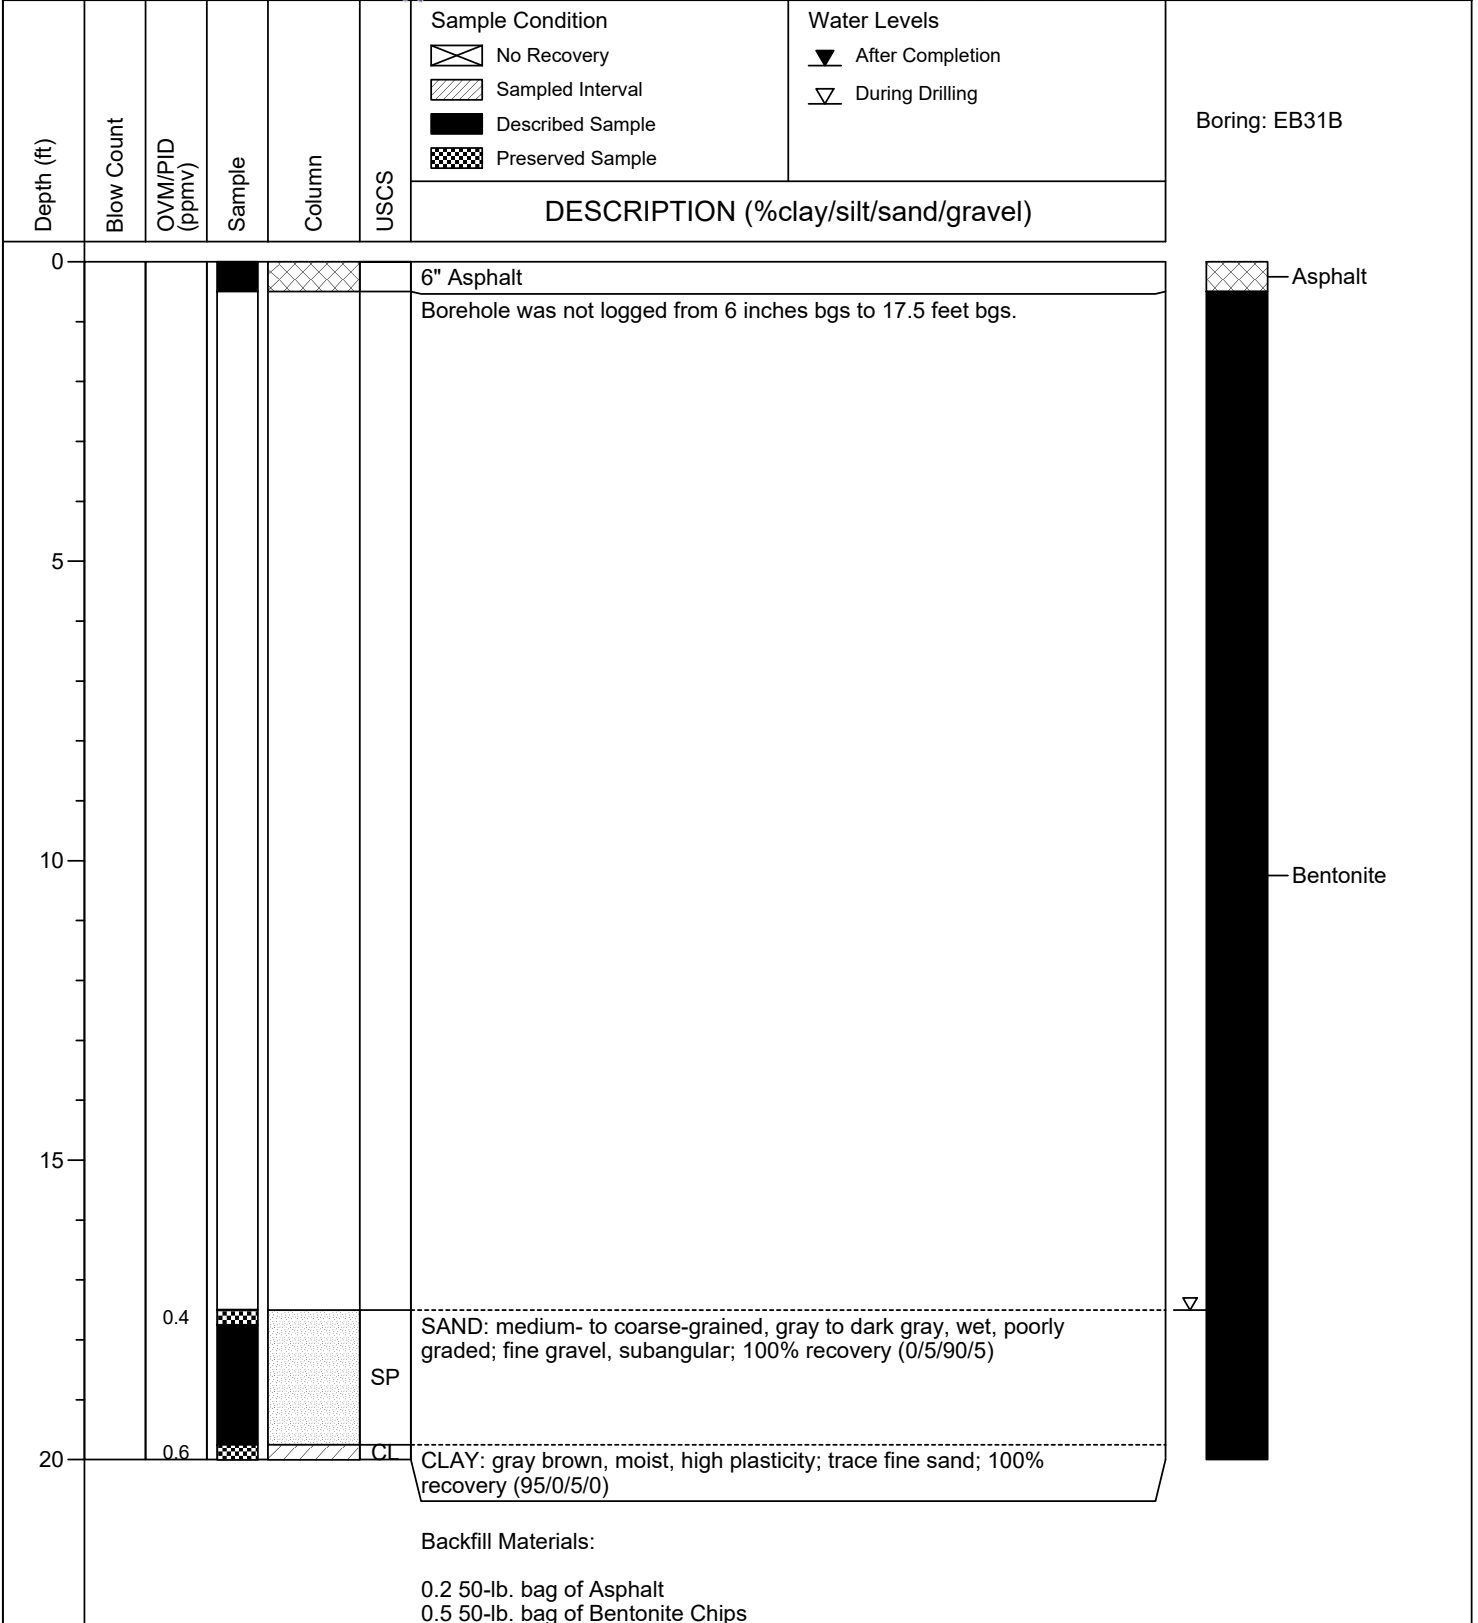 Sample Condition
No Recovery
Sampled Interval
Described Sample
Preserved Sample
Water Levels
After Completion
During Drilling
Boring: EB31B
Depth (ft)
Blow Count
OVM/PID
(ppmv)
Sample
Column
USCS
DESCRIPTION (%clay/silt/sand/gravel)
0
6" Asphalt
Asphalt
Borehole was not logged from 6 inches bgs to 17.5 feet bgs.
5
10
Bentonite
15
0.4
SAND: medium- to coarse-grained, gray to dark gray, wet, poorly
graded; fine gravel, subangular; 100% recovery (0/5/90/5)
SP
20
0.6
CL
CLAY: gray brown, moist, high plasticity; trace fine sand; 100%
recovery (95/0/5/0)
Backfill Materials:
0.2 50-lb. bag of Asphalt
0.5 50-lb. bag of Bentonite Chips